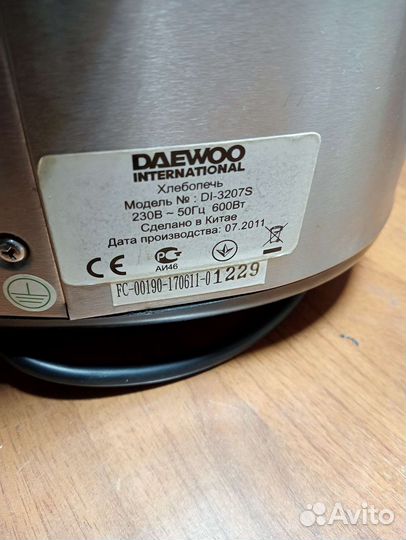 DAEWOO
INTERNATIONAL
Хлебопечь
Модель № : DI-3207S
230В ~ 50Гц 600Вт
Сделано в Китае
Дата производства: 07.2011
CE
АИ46
FC-00190-170611-01229
Avito